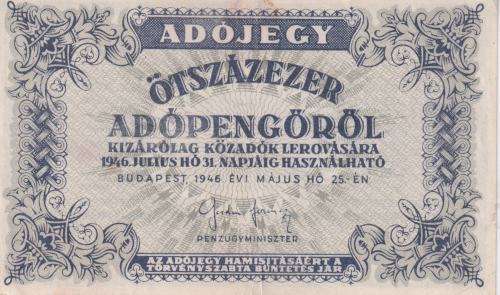 ADÓJEGY
ÖTSZÁZEZER
ADÓPENGŐRŐL
KIZÁRÓLAG KÖZADÓK LEROVÁSÁRA
1946. JULIUS HÓ 31. NAPJÁIG HASZNÁLHATÓ
BUDAPEST 1946 ÉVI MÁJUS HÓ 25.-ÉN
PÉNZÜGYMINISZTER
AZ ADÓJEGY HAMISITÁSÁÉRT A
TÖRVÉNYSZABTA BÜNTETÉS JÁR